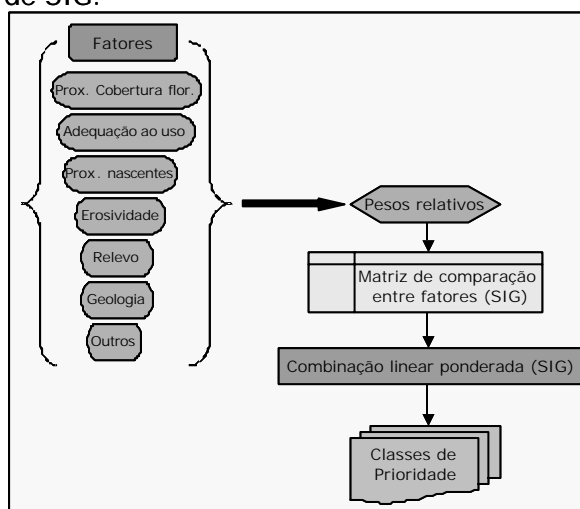 de SIG.
Fatores
Prox. Cobertura flor.
Adequação ao uso
Prox. nascentes
Erosividade
Relevo
Geologia
Outros
Pesos relativos
Matriz de comparação
entre fatores (SIG)
Combinação linear ponderada (SIG)
Classes de
Prioridade